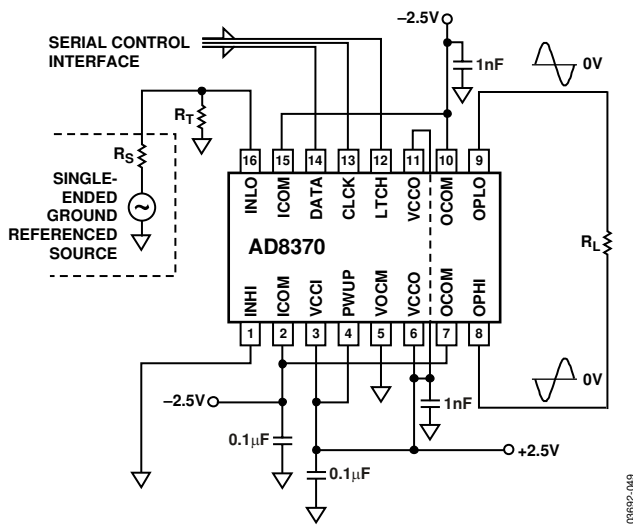 –2.5V
SERIAL CONTROL
INTERFACE
1nF
0V
RT
RS
16 15 14 13 12 11 10 9
SINGLE-
ENDED
GROUND
REFERENCED
SOURCE
INLO ICOM DATA CLCK LTCH VCCO OCOM OPLO
RL
AD8370
INHI ICOM VCCI PWUP VOCM VCCO OCOM OPHI
1 2 3 4 5 6 7 8
0V
–2.5V
1nF
0.1μF
+2.5V
0.1μF
03692-049